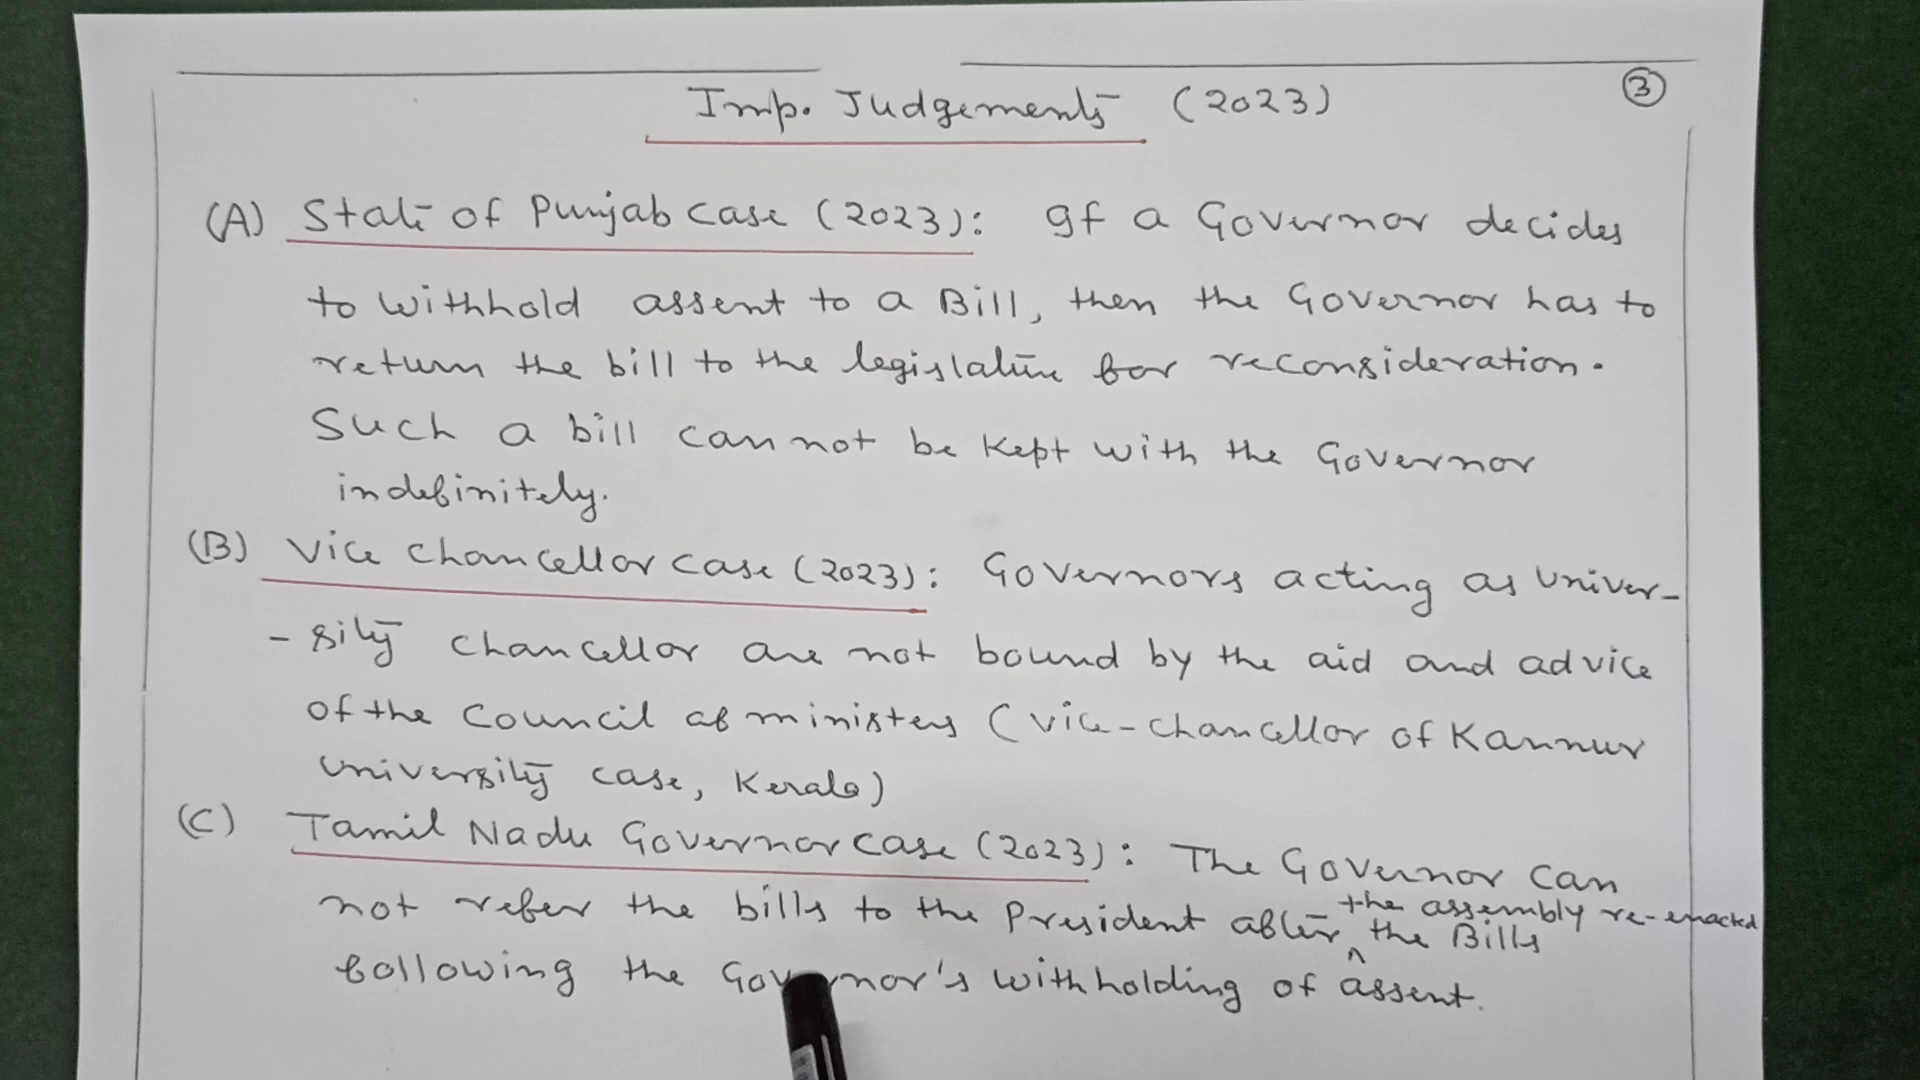 Imp. Judgements (2023)
3
(A) State of Punjab case (2023): If a Governor decides
to withhold assent to a Bill, then the Governor has to
return the bill to the legislature for reconsideration.
Such a bill can not be kept with the Governor
indefinitely.
(B) Vice Chancellor case (2023): Governors acting as Univer-
-sity Chancellor are not bound by the aid and advice
of the Council of ministers (Vice-Chancellor of Kannur
University case, Kerala)
(C) Tamil Nadu Governor case (2023): The Governor can
not refer the bills to the President after ^ the assembly re-enacted the Bills
following the Governor's withholding of assent.